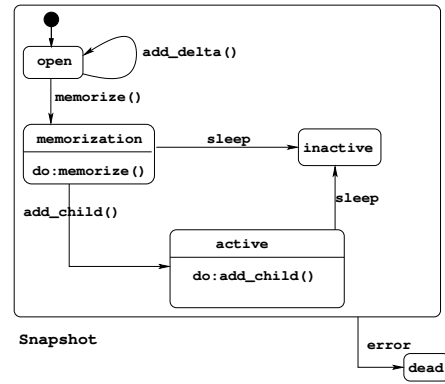 open
add_delta()
memorize()
memorization
do:memorize()
sleep
inactive
add_child()
sleep
active
do:add_child()
Snapshot
error
dead